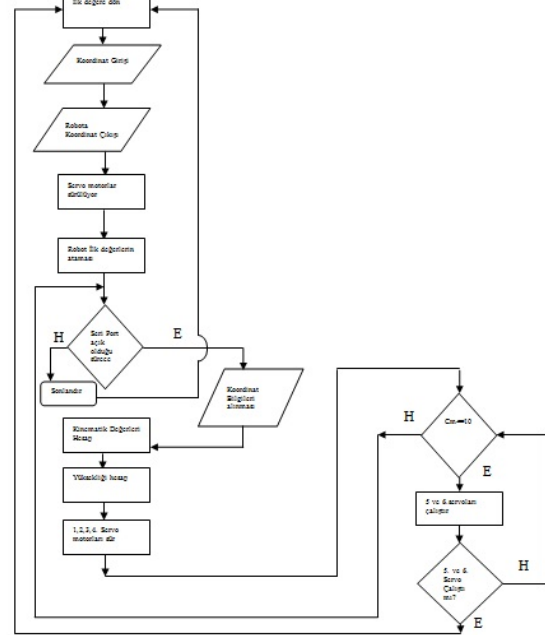 İlk değere dön
Koordinat Girişi
Robota
Koordinat Çıkışı
Servo motorlar
sürülüyor
Robot İlk değerlerin
ataması
H
Seri Port
açık
olduğu
sürece
E
Sonlandır
Koordinat
Bilgileri
alınması
Kinematik Değerleri
Hesap
Yüksekliği hesap
1,2,3,4. Servo
motorları sür
H
Cm==10
E
5 ve 6.servoları
çalıştır
5. ve 6.
Servo
Çalıştı
mı?
H
E